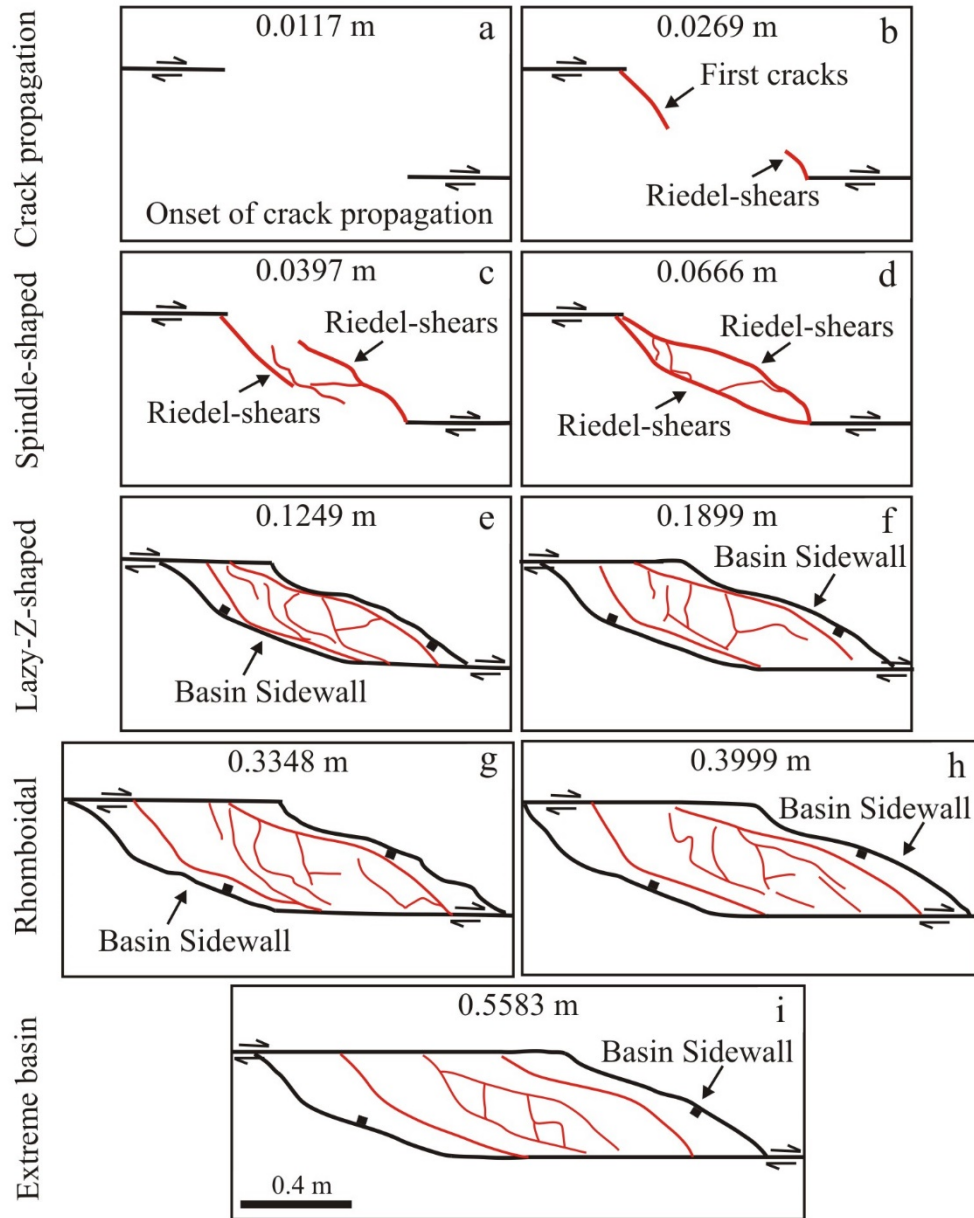 Crack propagation
0.0117 m
a
Onset of crack propagation
0.0269 m
b
First cracks
Riedel-shears
Spindle-shaped
0.0397 m
c
Riedel-shears
Riedel-shears
0.0666 m
d
Riedel-shears
Riedel-shears
Lazy-Z-shaped
0.1249 m
e
Basin Sidewall
0.1899 m
f
Basin Sidewall
Rhomboidal
0.3348 m
g
Basin Sidewall
0.3999 m
h
Basin Sidewall
Extreme basin
0.5583 m
i
Basin Sidewall
0.4 m